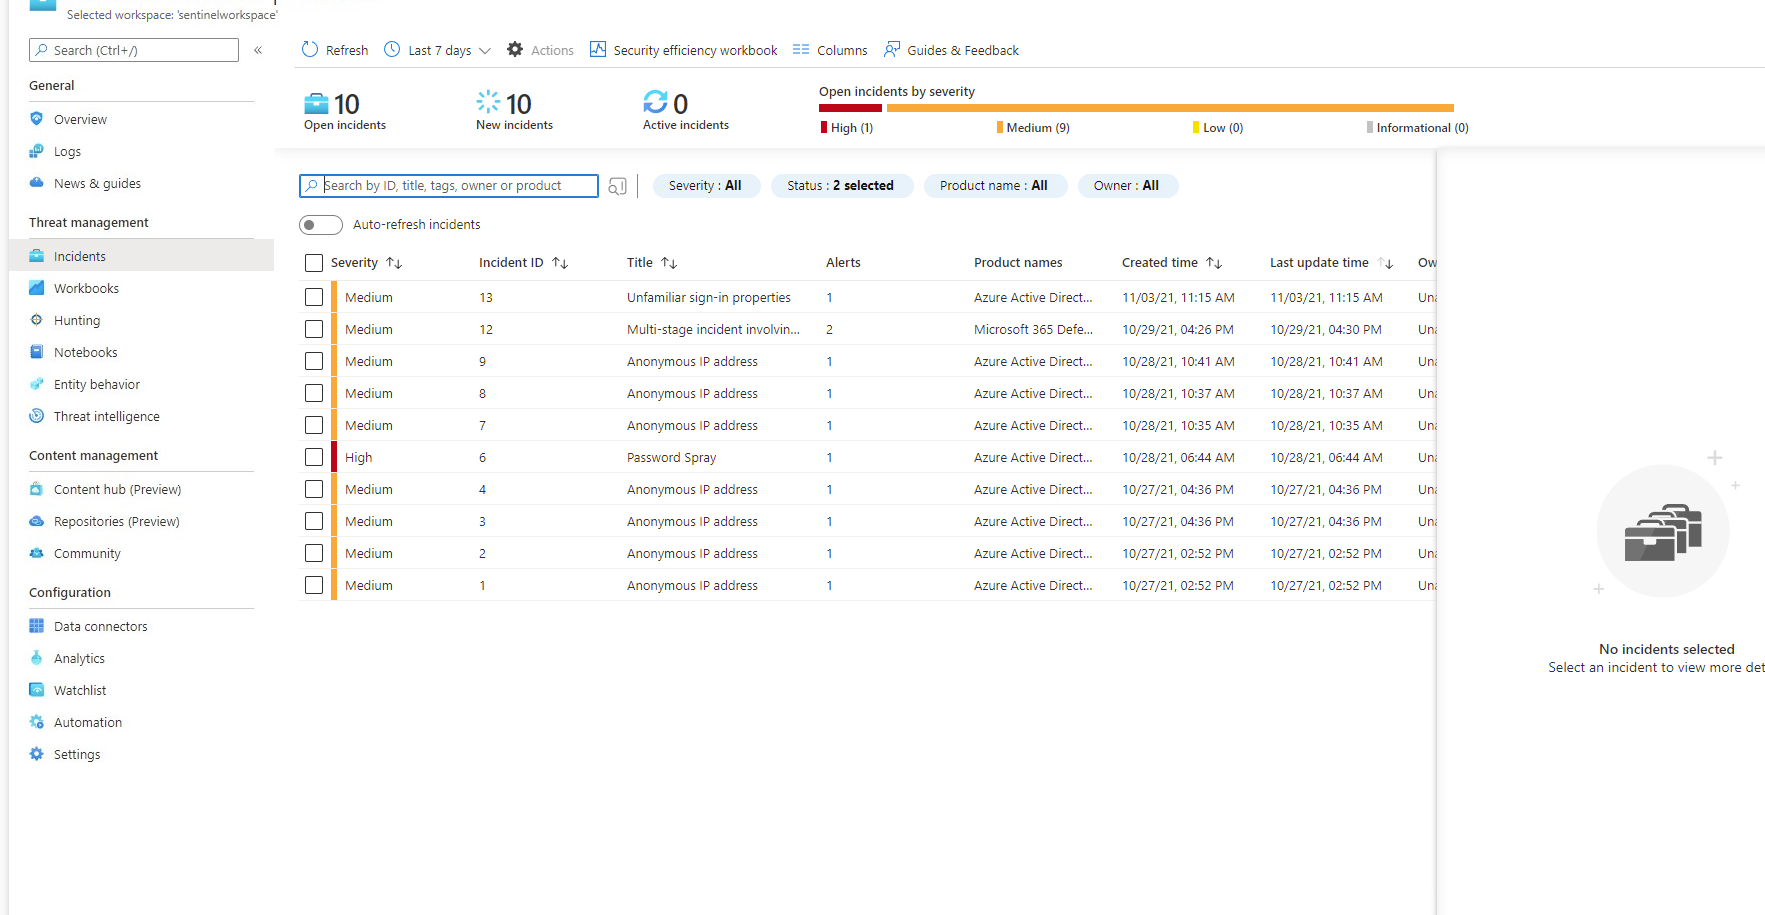 Selected workspace: 'sentinelworkspace'
Search (Ctrl+/)
«
General
Overview
Logs
News & guides
Threat management
Incidents
Workbooks
Hunting
Notebooks
Entity behavior
Threat intelligence
Content management
Content hub (Preview)
Repositories (Preview)
Community
Configuration
Data connectors
Analytics
Watchlist
Automation
Settings
Refresh Last 7 days Actions Security efficiency workbook Columns Guides & Feedback
10 Open incidents
10 New incidents
0 Active incidents
Open incidents by severity
High (1) Medium (9) Low (0) Informational (0)
Search by ID, title, tags, owner or product Severity : All Status : 2 selected Product name : All Owner : All
Auto-refresh incidents
Severity Incident ID Title Alerts Product names Created time Last update time Ow
Medium 13 Unfamiliar sign-in properties 1 Azure Active Direct... 11/03/21, 11:15 AM 11/03/21, 11:15 AM Una
Medium 12 Multi-stage incident involvin... 2 Microsoft 365 Defe... 10/29/21, 04:26 PM 10/29/21, 04:30 PM Una
Medium 9 Anonymous IP address 1 Azure Active Direct... 10/28/21, 10:41 AM 10/28/21, 10:41 AM Una
Medium 8 Anonymous IP address 1 Azure Active Direct... 10/28/21, 10:37 AM 10/28/21, 10:37 AM Una
Medium 7 Anonymous IP address 1 Azure Active Direct... 10/28/21, 10:35 AM 10/28/21, 10:35 AM Una
High 6 Password Spray 1 Azure Active Direct... 10/28/21, 06:44 AM 10/28/21, 06:44 AM Una
Medium 4 Anonymous IP address 1 Azure Active Direct... 10/27/21, 04:36 PM 10/27/21, 04:36 PM Una
Medium 3 Anonymous IP address 1 Azure Active Direct... 10/27/21, 04:36 PM 10/27/21, 04:36 PM Una
Medium 2 Anonymous IP address 1 Azure Active Direct... 10/27/21, 02:52 PM 10/27/21, 02:52 PM Una
Medium 1 Anonymous IP address 1 Azure Active Direct... 10/27/21, 02:52 PM 10/27/21, 02:52 PM Una
No incidents selected
Select an incident to view more det